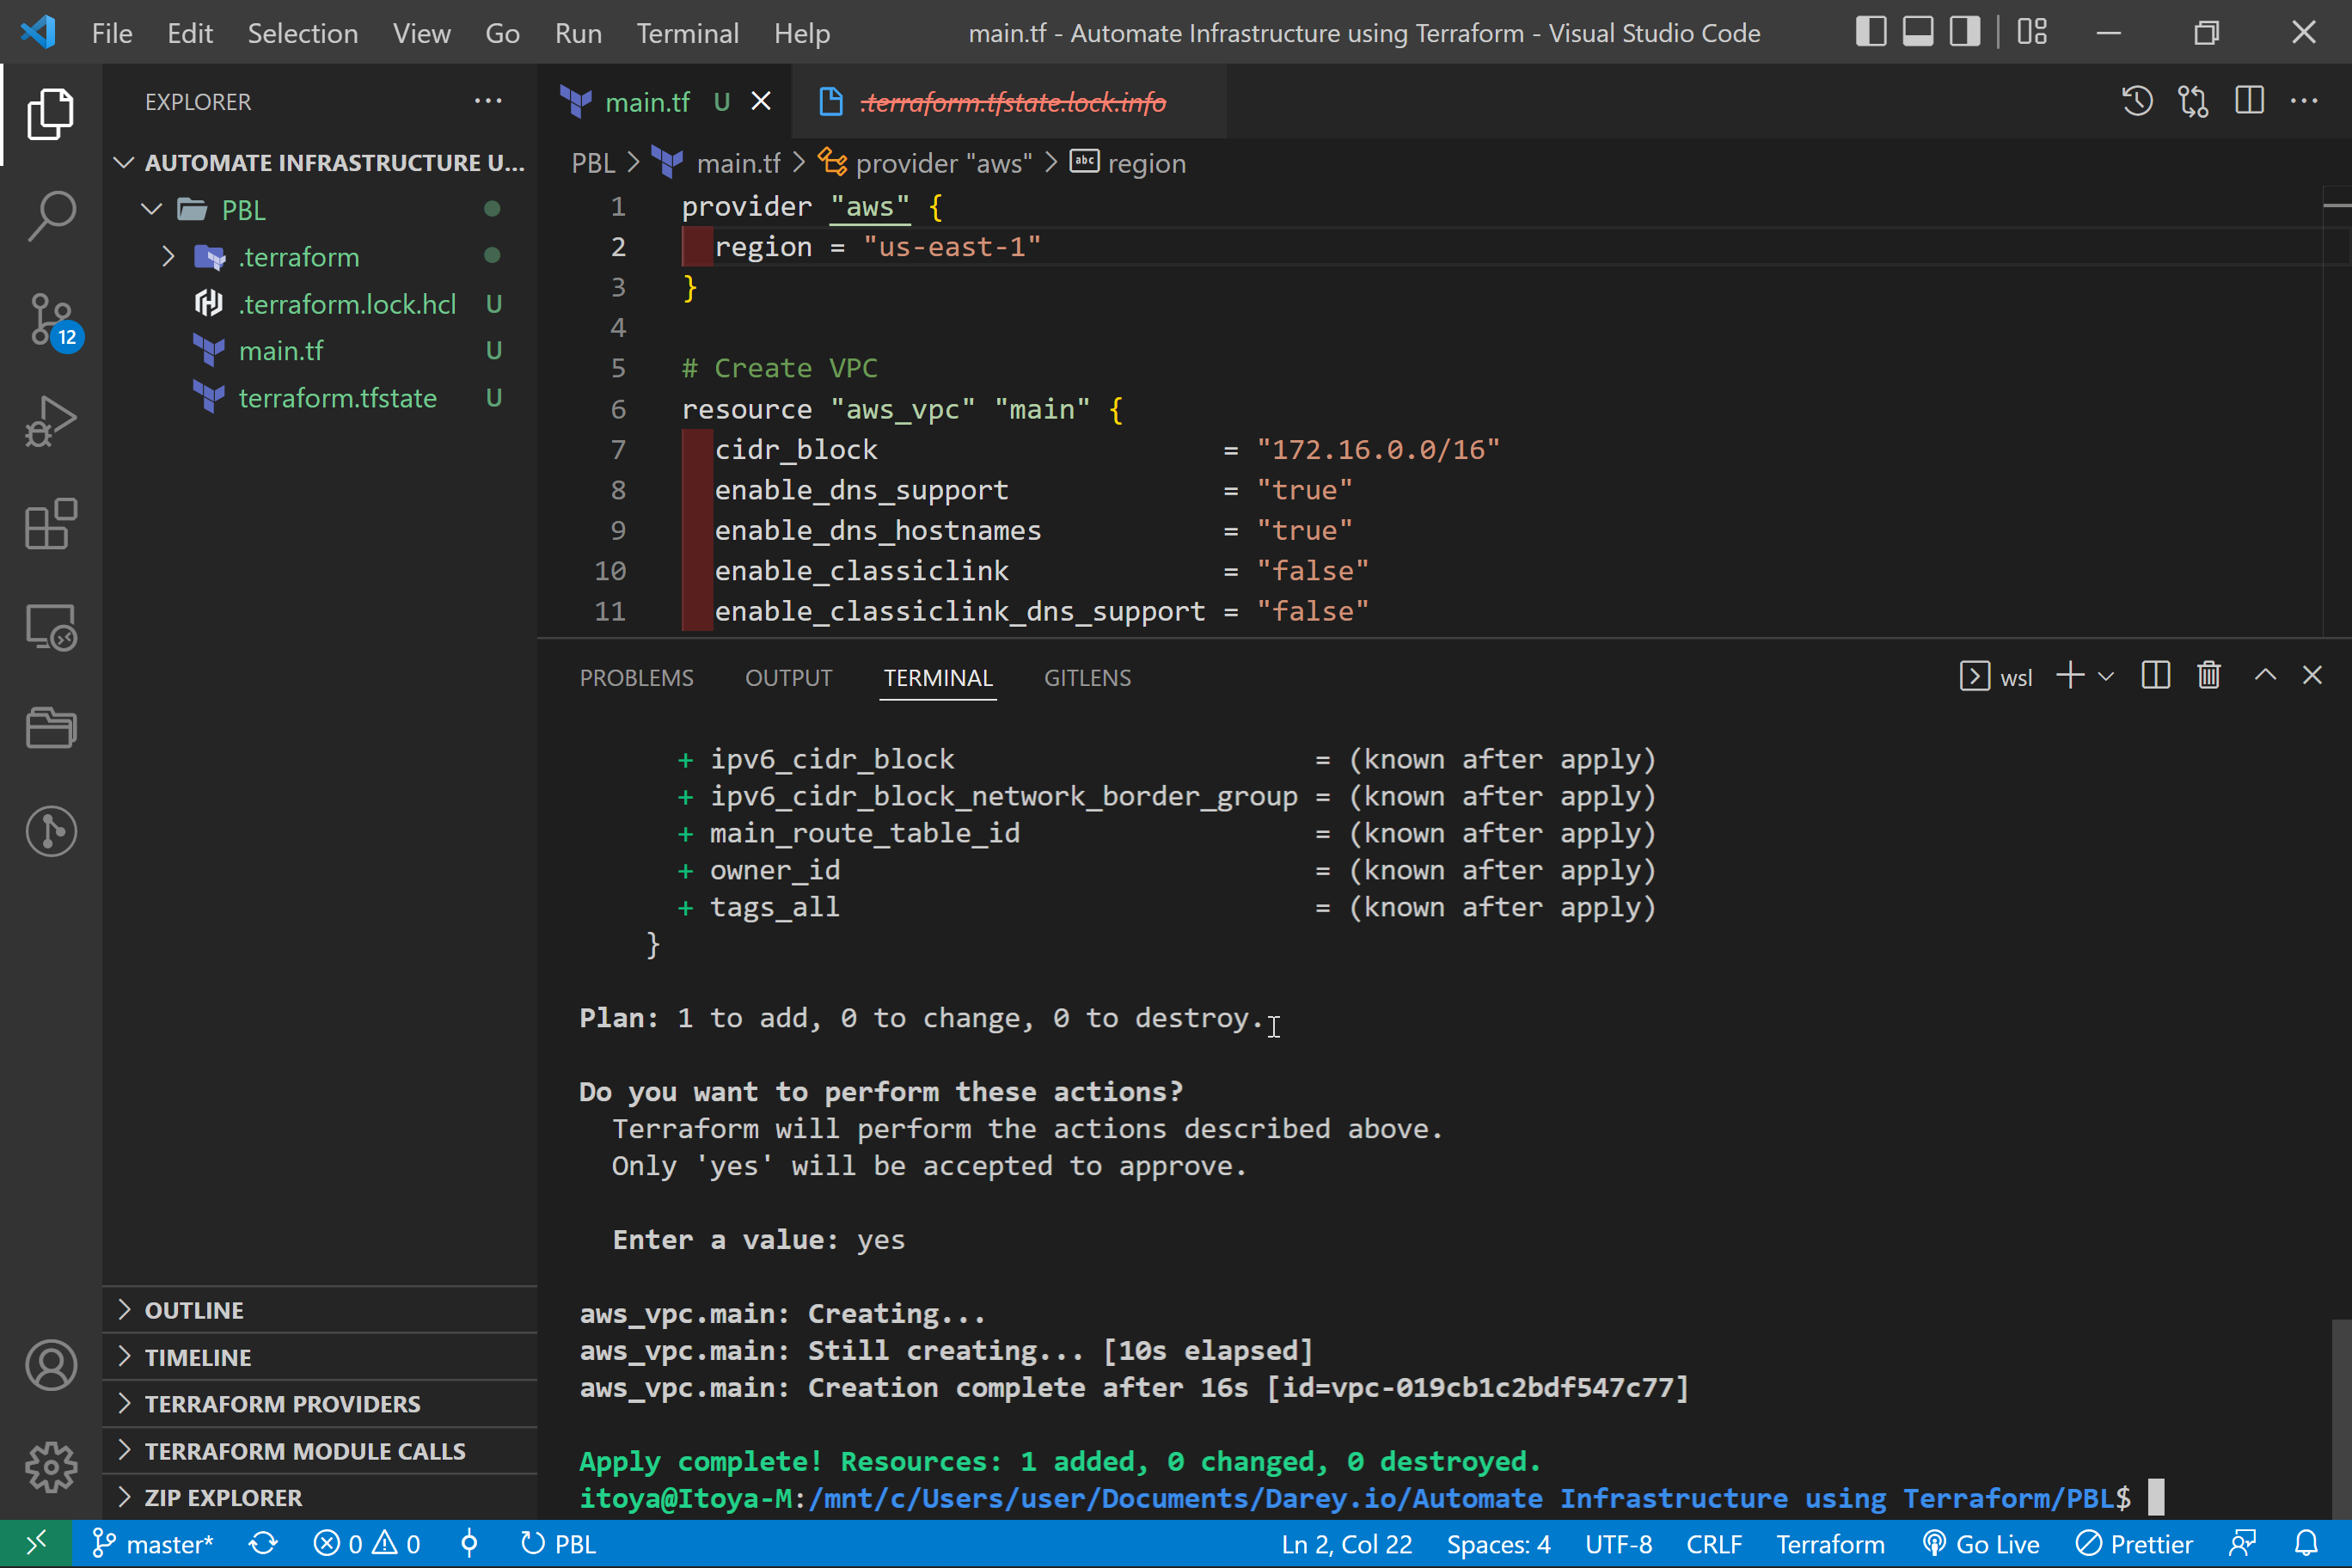 File Edit Selection View Go Run Terminal Help
main.tf - Automate Infrastructure using Terraform - Visual Studio Code
EXPLORER
AUTOMATE INFRASTRUCTURE U...
PBL
.terraform
.terraform.lock.hcl U
main.tf U
terraform.tfstate U
12
OUTLINE
TIMELINE
TERRAFORM PROVIDERS
TERRAFORM MODULE CALLS
ZIP EXPLORER
main.tf U
.terraform.tfstate.lock.info
PBL > main.tf > provider "aws" > abc region
1 provider "aws" {
2 region = "us-east-1"
3 }
4
5 # Create VPC
6 resource "aws_vpc" "main" {
7 cidr_block = "172.16.0.0/16"
8 enable_dns_support = "true"
9 enable_dns_hostnames = "true"
10 enable_classiclink = "false"
11 enable_classiclink_dns_support = "false"
PROBLEMS OUTPUT TERMINAL GITLENS
wsl
+ ipv6_cidr_block = (known after apply)
+ ipv6_cidr_block_network_border_group = (known after apply)
+ main_route_table_id = (known after apply)
+ owner_id = (known after apply)
+ tags_all = (known after apply)
}
Plan: 1 to add, 0 to change, 0 to destroy.
Do you want to perform these actions?
Terraform will perform the actions described above.
Only 'yes' will be accepted to approve.
Enter a value: yes
aws_vpc.main: Creating...
aws_vpc.main: Still creating... [10s elapsed]
aws_vpc.main: Creation complete after 16s [id=vpc-019cb1c2bdf547c77]
Apply complete! Resources: 1 added, 0 changed, 0 destroyed.
itoya@Itoya-M:/mnt/c/Users/user/Documents/Darey.io/Automate Infrastructure using Terraform/PBL$
master* 0 0 PBL Ln 2, Col 22 Spaces: 4 UTF-8 CRLF Terraform Go Live Prettier